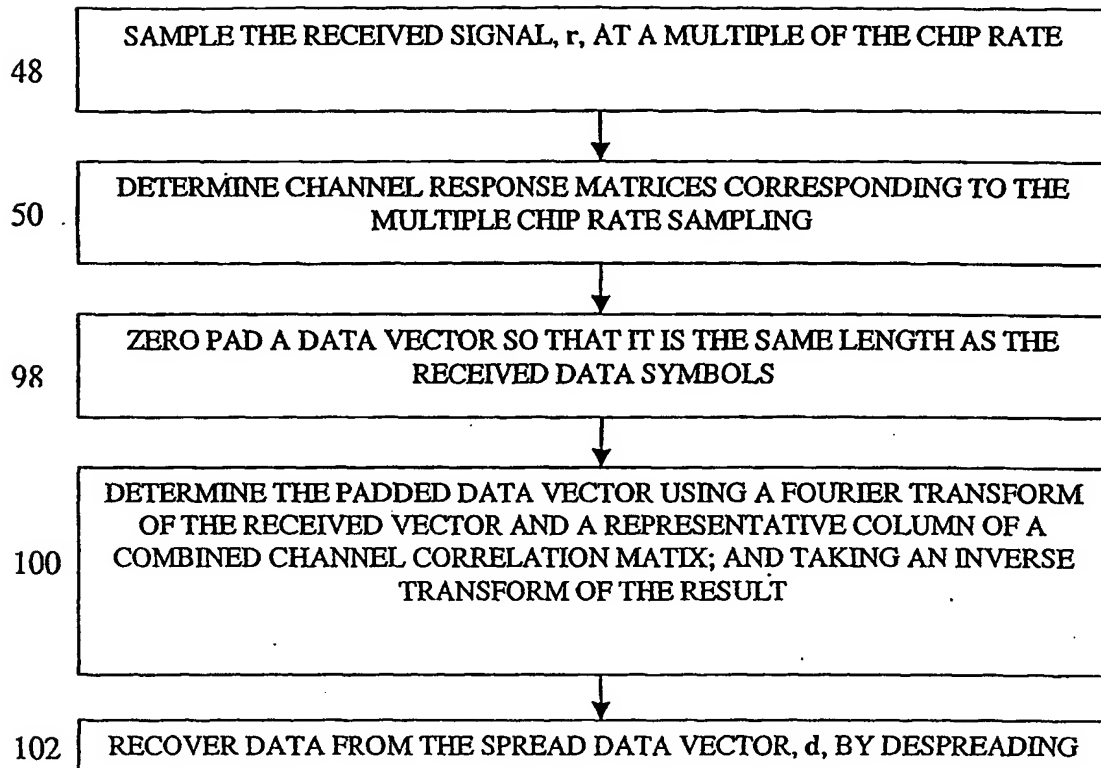 48
SAMPLE THE RECEIVED SIGNAL, r, AT A MULTIPLE OF THE CHIP RATE
50
DETERMINE CHANNEL RESPONSE MATRICES CORRESPONDING TO THE
MULTIPLE CHIP RATE SAMPLING
98
ZERO PAD A DATA VECTOR SO THAT IT IS THE SAME LENGTH AS THE
RECEIVED DATA SYMBOLS
100
DETERMINE THE PADDED DATA VECTOR USING A FOURIER TRANSFORM
OF THE RECEIVED VECTOR AND A REPRESENTATIVE COLUMN OF A
COMBINED CHANNEL CORRELATION MATIX; AND TAKING AN INVERSE
TRANSFORM OF THE RESULT
102
RECOVER DATA FROM THE SPREAD DATA VECTOR, d, BY DESPREADING